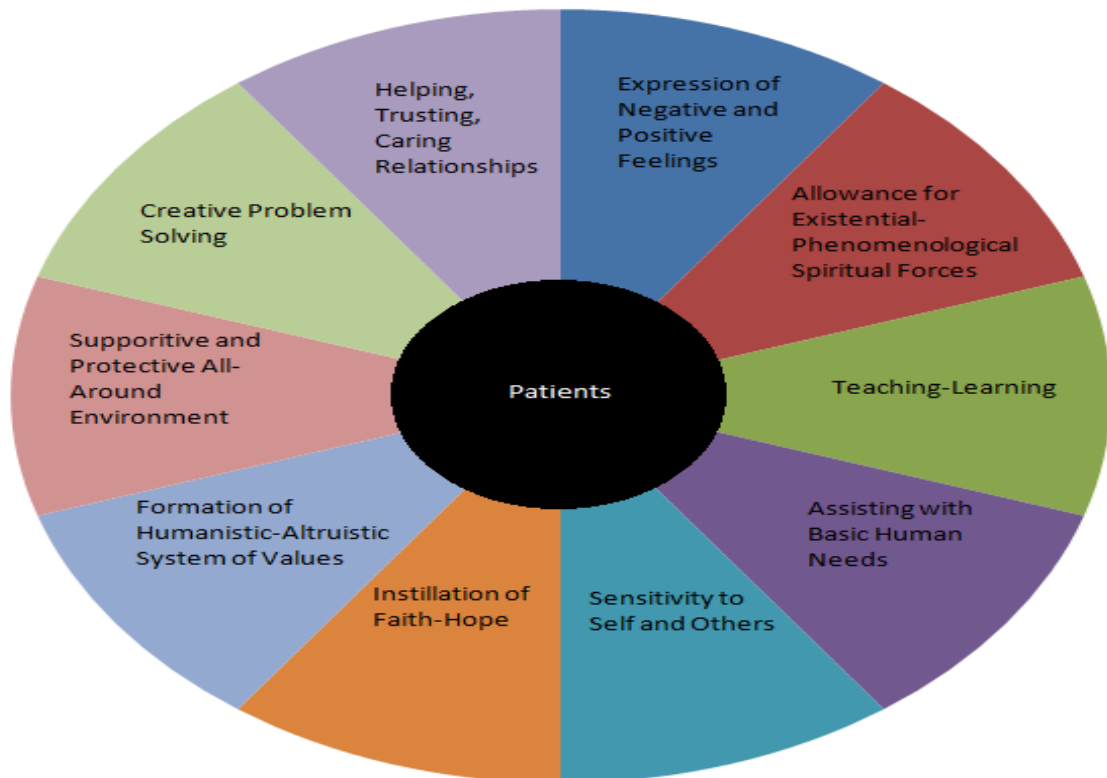 Expression of
Negative and
Positive
Feelings
Allowance for
Existential-
Phenomenological
Spiritual Forces
Teaching-Learning
Assisting with
Basic Human
Needs
Sensitivity to
Self and Others
Instillation of
Faith-Hope
Formation of
Humanistic-Altruistic
System of Values
Supportive and
Protective All-
Around
Environment
Creative Problem
Solving
Helping,
Trusting,
Caring
Relationships
Patients